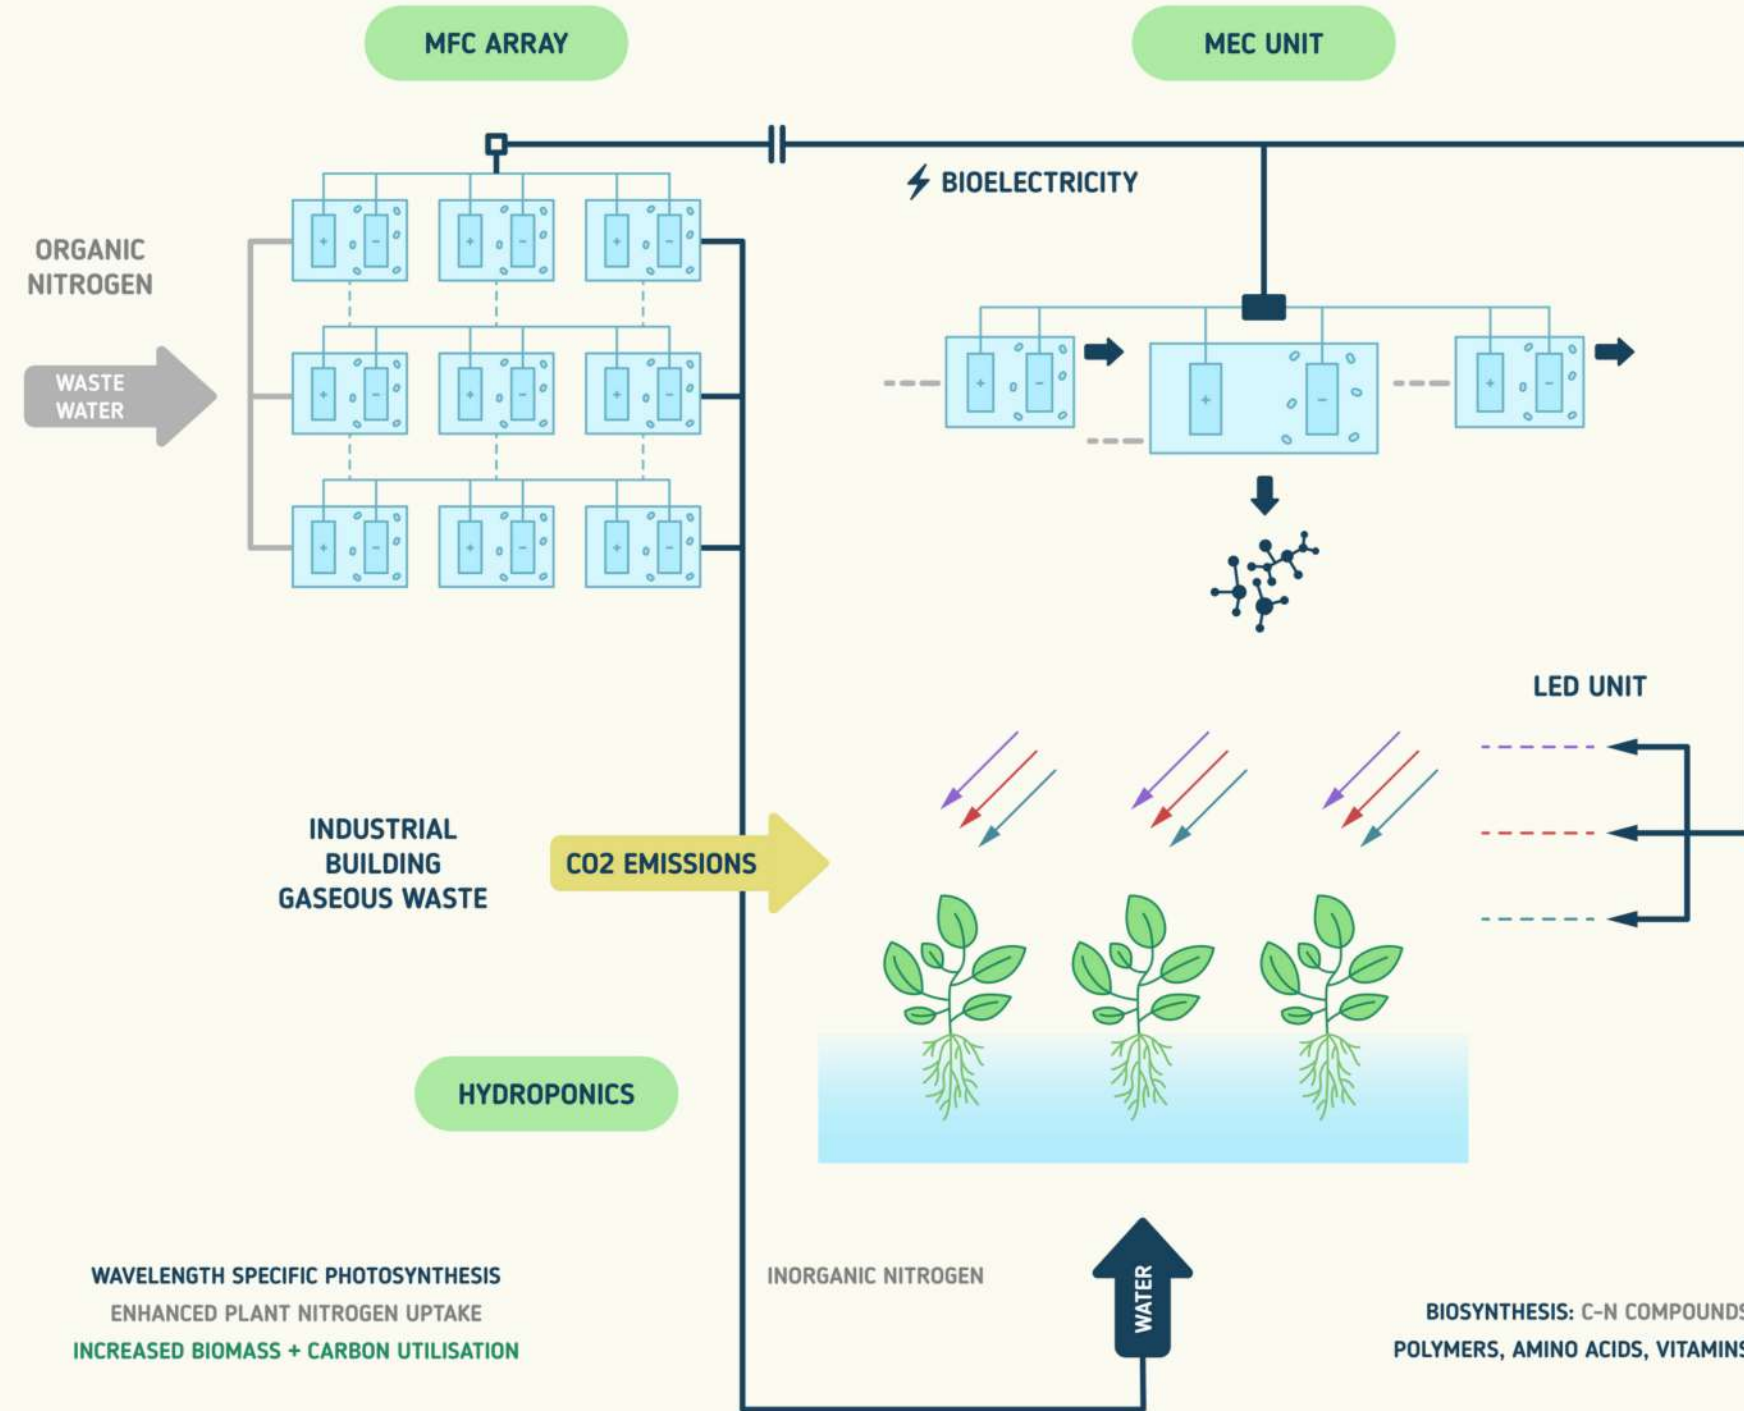 MFC ARRAY
MEC UNIT
BIOELECTRICITY
ORGANIC
NITROGEN
WASTE
WATER
LED UNIT
INDUSTRIAL
BUILDING
GASEOUS WASTE
CO2 EMISSIONS
HYDROPONICS
WAVELENGTH SPECIFIC PHOTOSYNTHESIS
ENHANCED PLANT NITROGEN UPTAKE
INCREASED BIOMASS + CARBON UTILISATION
INORGANIC NITROGEN
WATER
BIOSYNTHESIS: C-N COMPOUNDS
POLYMERS, AMINO ACIDS, VITAMINS